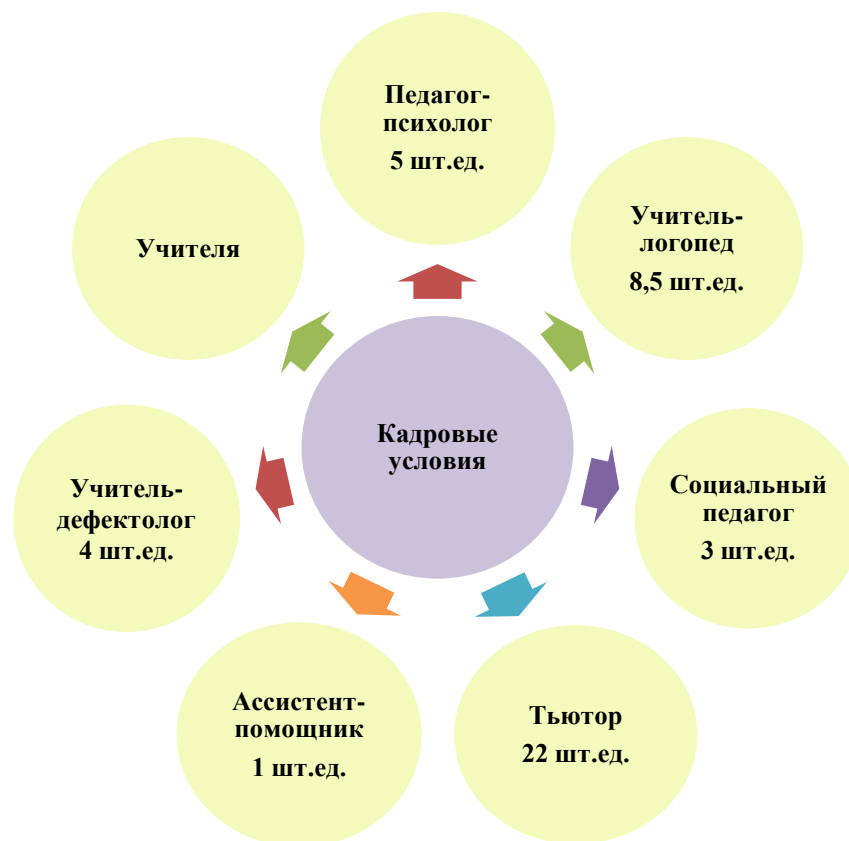 Педагог-
психолог
5 шт.ед.
Учитель-
логопед
8,5 шт.ед.
Социальный
педагог
3 шт.ед.
Тьютор
22 шт.ед.
Ассистент-
помощник
1 шт.ед.
Учитель-
дефектолог
4 шт.ед.
Учителя
Кадровые
условия